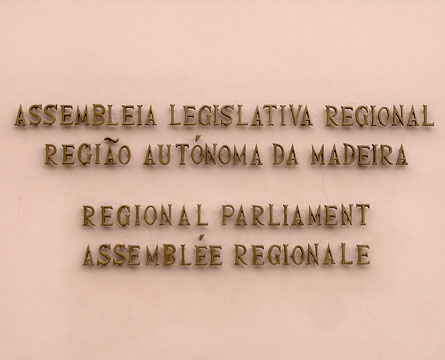 ASSEMBLEIA LEGISLATIVA REGIONAL
REGIÃO AUTÓNOMA DA MADEIRA
REGIONAL PARLIAMENT
ASSEMBLÉE REGIONALE